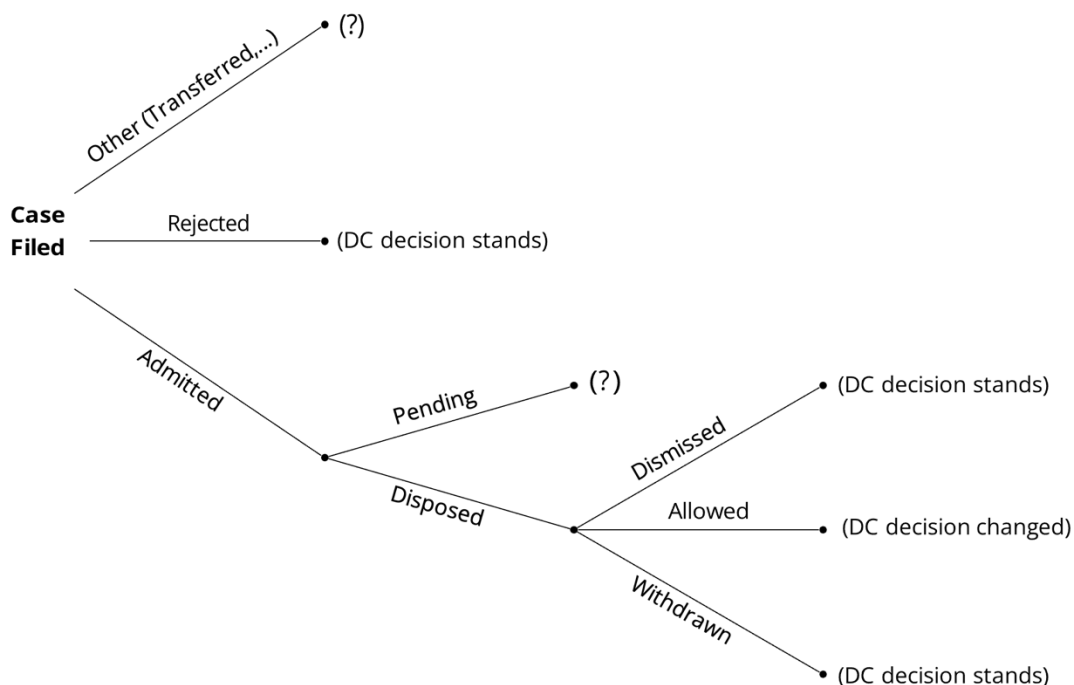 Other (Transferred,...)
(?)
Case
Filed
Rejected
(DC decision stands)
Admitted
Pending
(?)
Disposed
Dismissed
(DC decision stands)
Allowed
(DC decision changed)
Withdrawn
(DC decision stands)